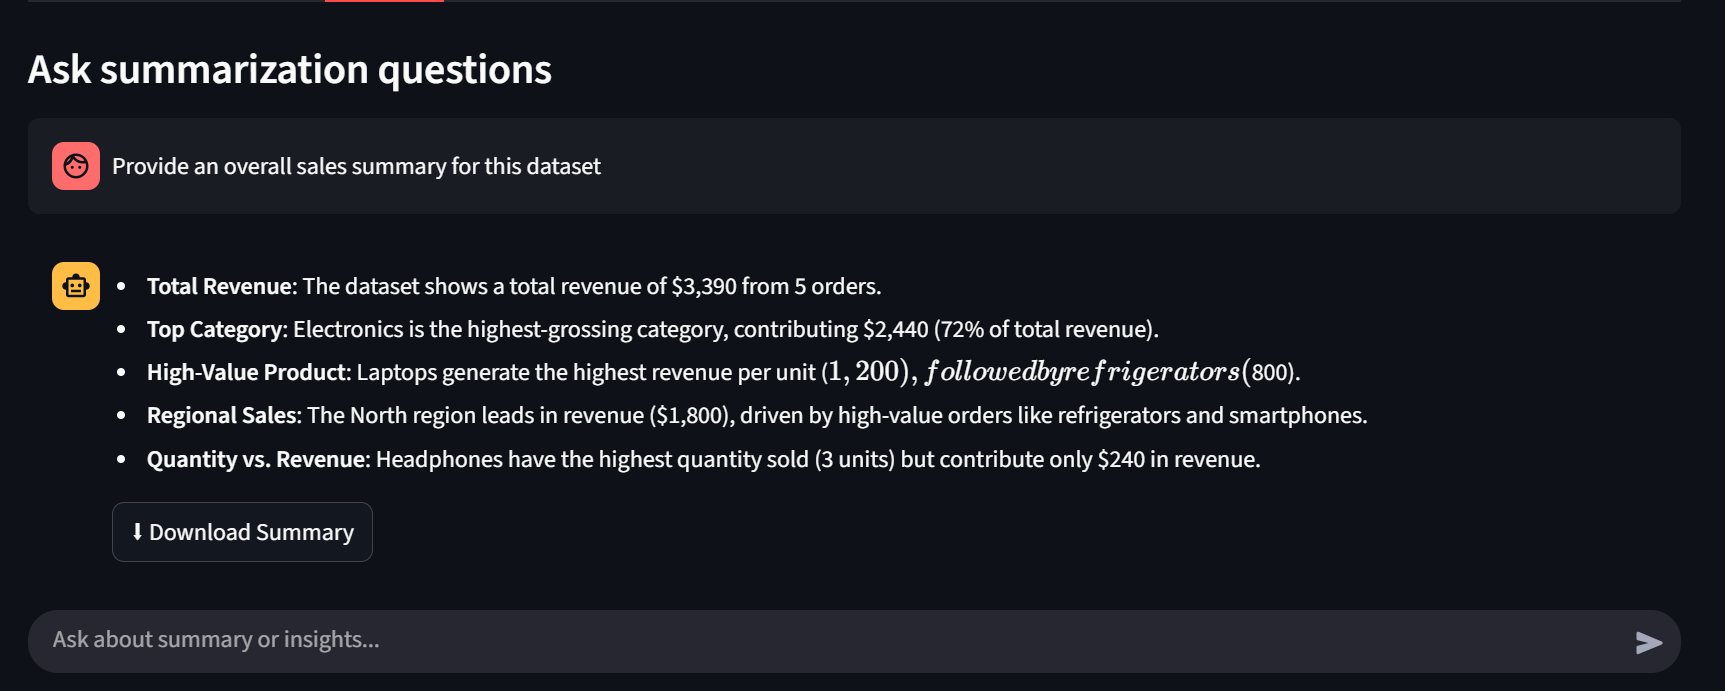 Ask summarization questions
Provide an overall sales summary for this dataset
• Total Revenue: The dataset shows a total revenue of $3,390 from 5 orders.
• Top Category: Electronics is the highest-grossing category, contributing $2,440 (72% of total revenue).
• High-Value Product: Laptops generate the highest revenue per unit (1, 200), followedbyrefrigerators(800).
• Regional Sales: The North region leads in revenue ($1,800), driven by high-value orders like refrigerators and smartphones.
• Quantity vs. Revenue: Headphones have the highest quantity sold (3 units) but contribute only $240 in revenue.
⬇ Download Summary
Ask about summary or insights...